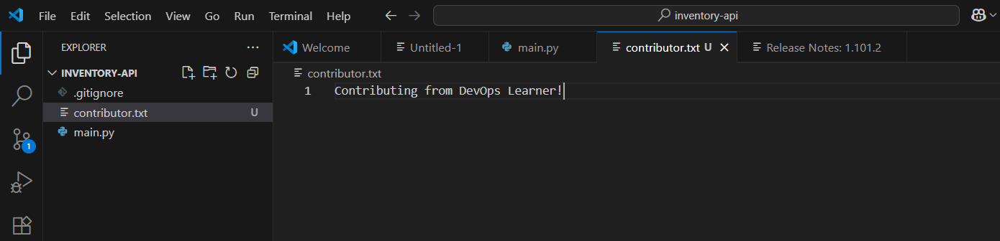 File Edit Selection View Go Run Terminal Help inventory-api
EXPLORER Welcome Untitled-1 main.py contributor.txt U Release Notes: 1.101.2
INVENTORY-API
contributor.txt
.gitignore
1 Contributing from DevOps Learner!
contributor.txt U
main.py
1